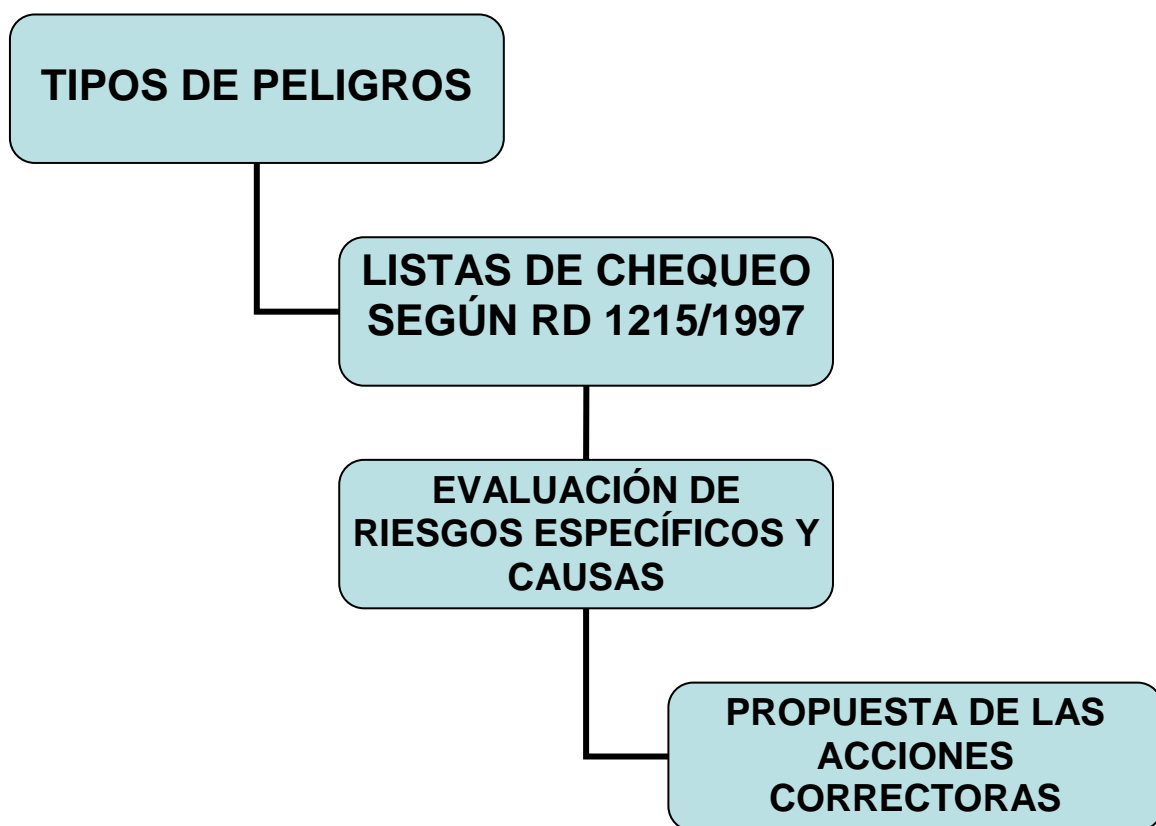 TIPOS DE PELIGROS
LISTAS DE CHEQUEO
SEGÚN RD 1215/1997
EVALUACIÓN DE
RIESGOS ESPECÍFICOS Y
CAUSAS
PROPUESTA DE LAS
ACCIONES
CORRECTORAS